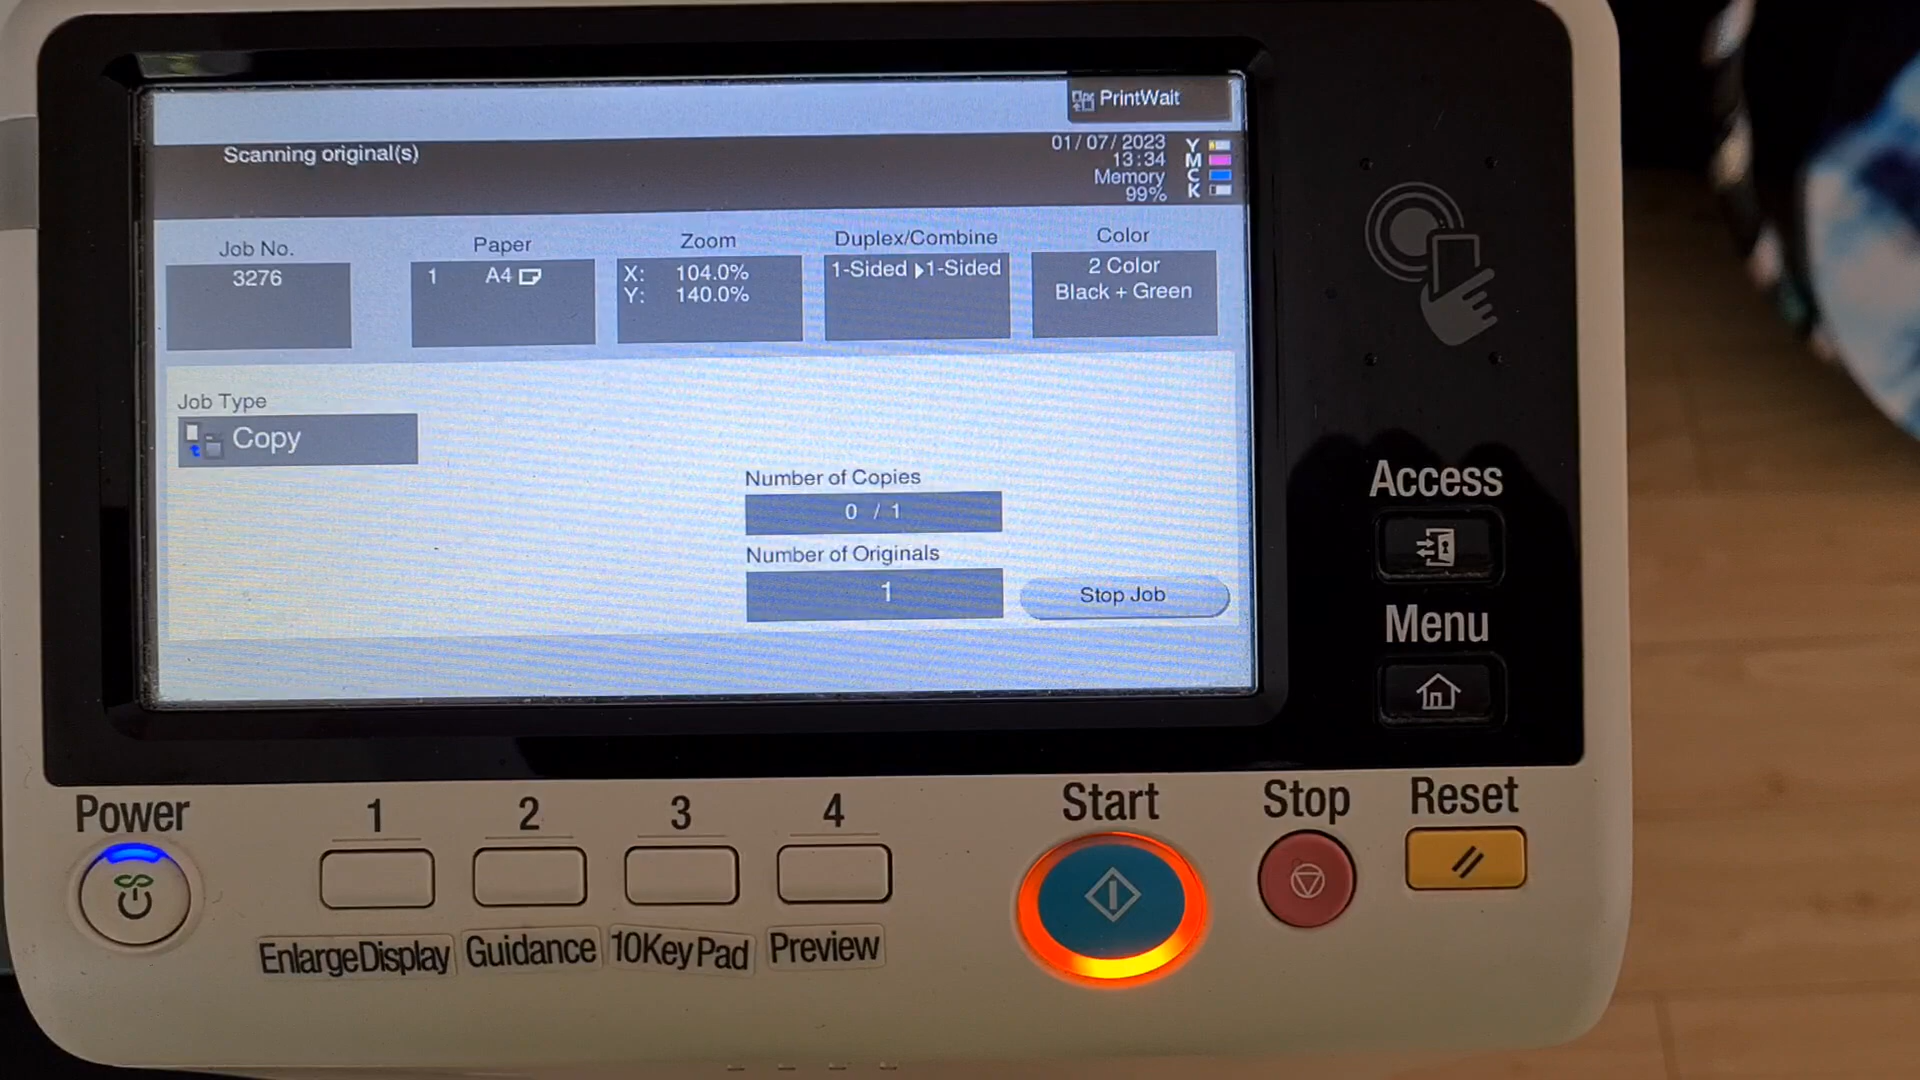 PrintWait
Scanning original(s)
01/07/2023
13:34
Memory
99%
Y
M
C
K
Job No.
3276
Paper
1 A4
Zoom
X: 104.0%
Y: 140.0%
Duplex/Combine
1-Sided ▶1-Sided
Color
2 Color
Black + Green
Job Type
Copy
Number of Copies
0 / 1
Number of Originals
1
Stop Job
Access
Menu
Power
1
2
3
4
Start
Stop
Reset
EnlargeDisplay
Guidance
10KeyPad
Preview